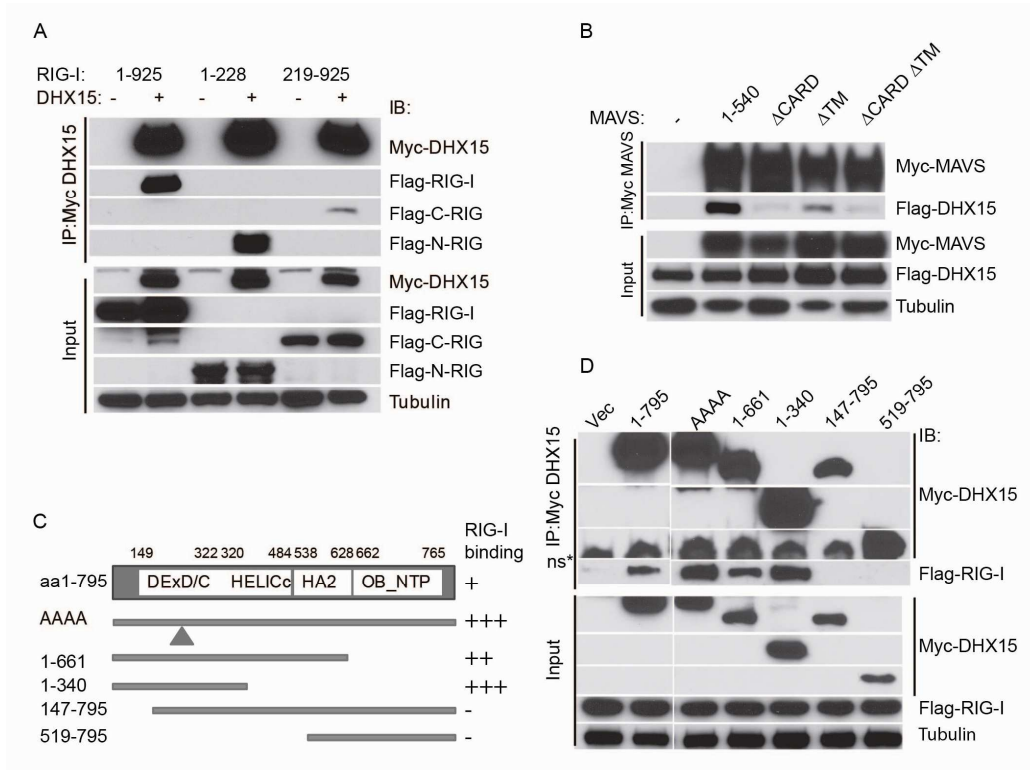 A
RIG-I: 1-925 1-228 219-925
DHX15: - + - + - +
IB:
IP:Myc DHX15
Myc-DHX15
Flag-RIG-I
Flag-C-RIG
Flag-N-RIG
Input
Myc-DHX15
Flag-RIG-I
Flag-C-RIG
Flag-N-RIG
Tubulin
B
MAVS: - 1-540 ΔCARD ΔTM ΔCARD ΔTM
IP:Myc MAVS
Myc-MAVS
Flag-DHX15
Input
Myc-MAVS
Flag-DHX15
Tubulin
C
RIG-I
binding
149 322 320 484 538 628 662 765
aa1-795 DExD/C HELICc HA2 OB_NTP +
AAAA +++
1-661 ++
1-340 +++
147-795 -
519-795 -
D
Vec 1-795 AAAA 1-661 1-340 147-795 519-795
IB:
IP:Myc DHX15
Myc-DHX15
ns*
Flag-RIG-I
Input
Myc-DHX15
Flag-RIG-I
Tubulin